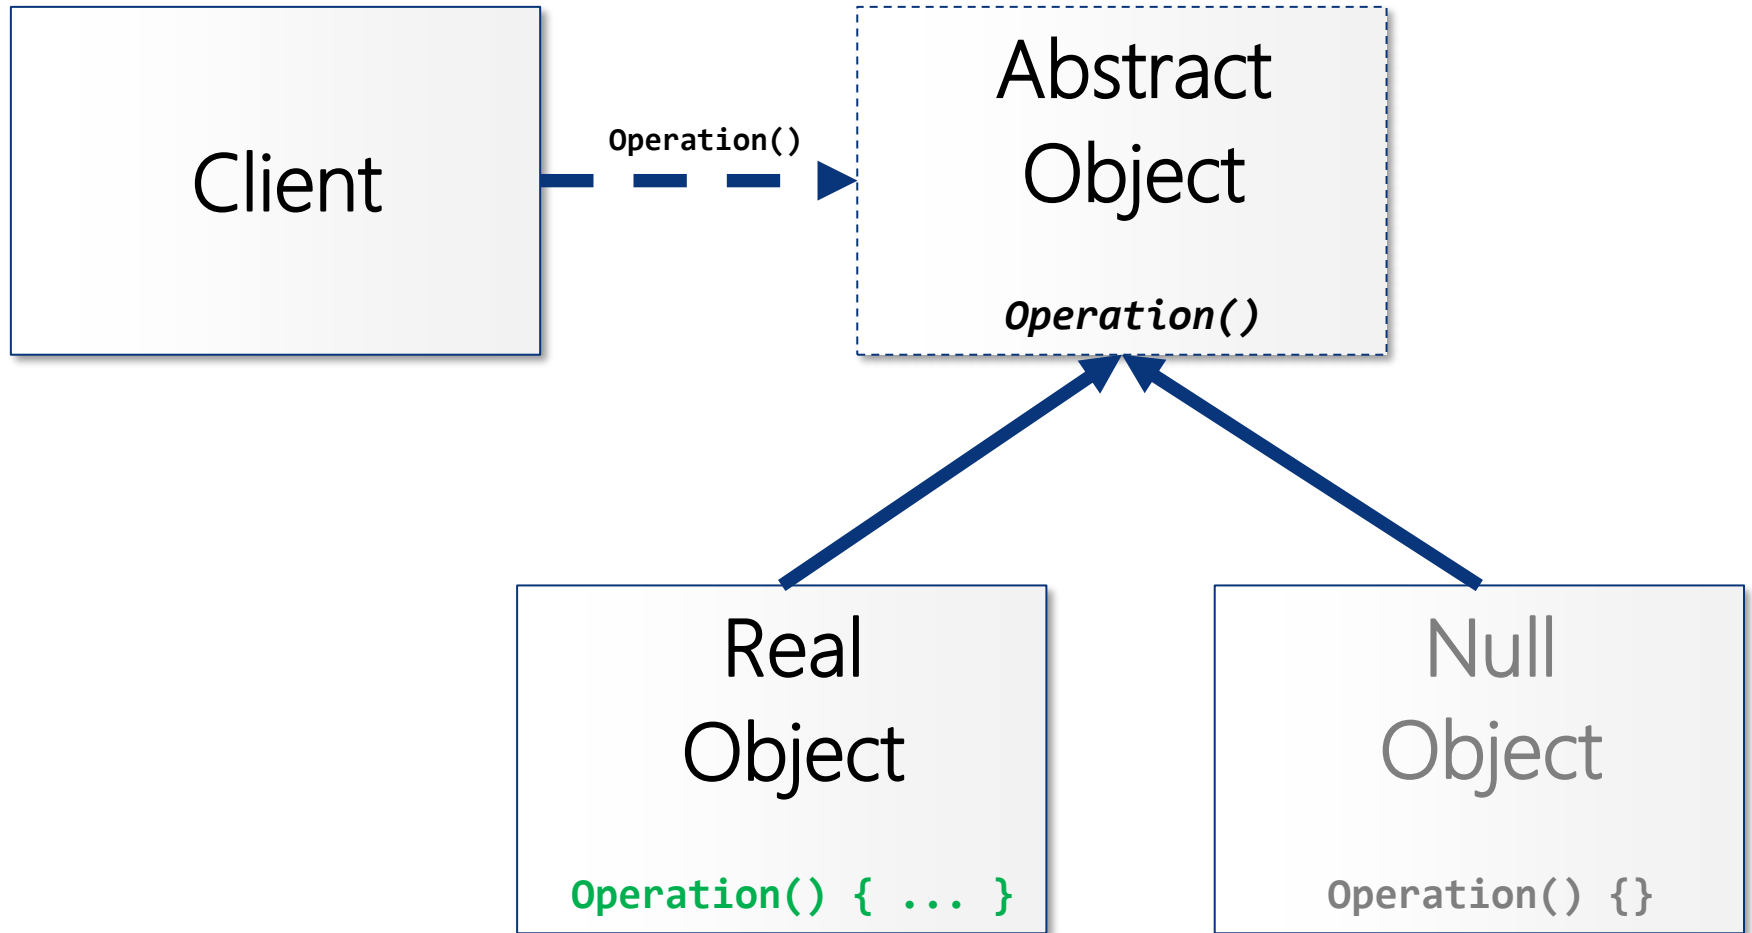 Client
Operation()
Abstract
Object
Operation()
Real
Object
Operation() { ... }
Null
Object
Operation() {}